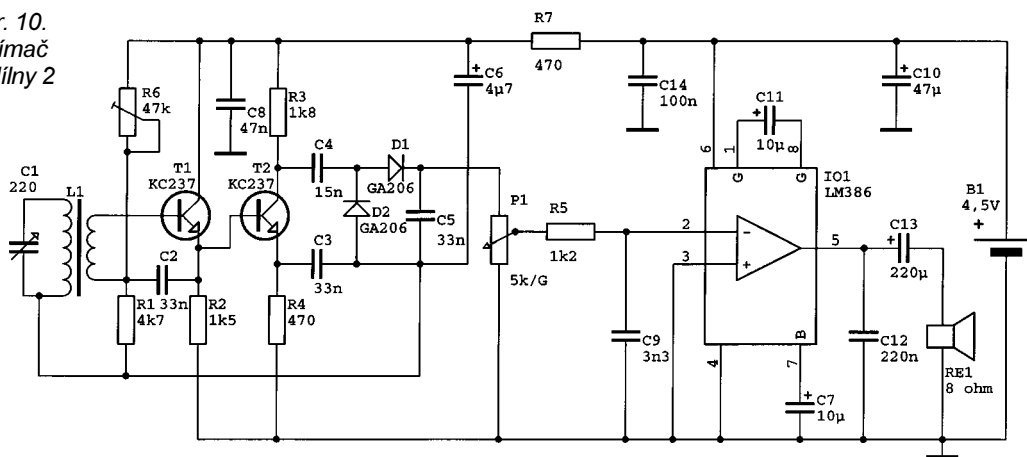 r. 10.
ímač
ílny 2
R6
47k
C8
47n
R3
1k8
C6
4µ7
R7
470
C14
100n
C10
47µ
C11
10µ
6
1
8
G
G
IO1
LM386
C1
220
L1
T1
KC237
T2
KC237
C4
15n
D1
GA206
D2
GA206
C5
33n
P1
5k/G
R5
1k2
2
3
5
C13
220µ
B1
4,5V
C2
33n
C3
33n
R1
4k7
R2
1k5
R4
470
C9
3n3
4
7
B
C7
10µ
C12
220n
RE1
8 ohm